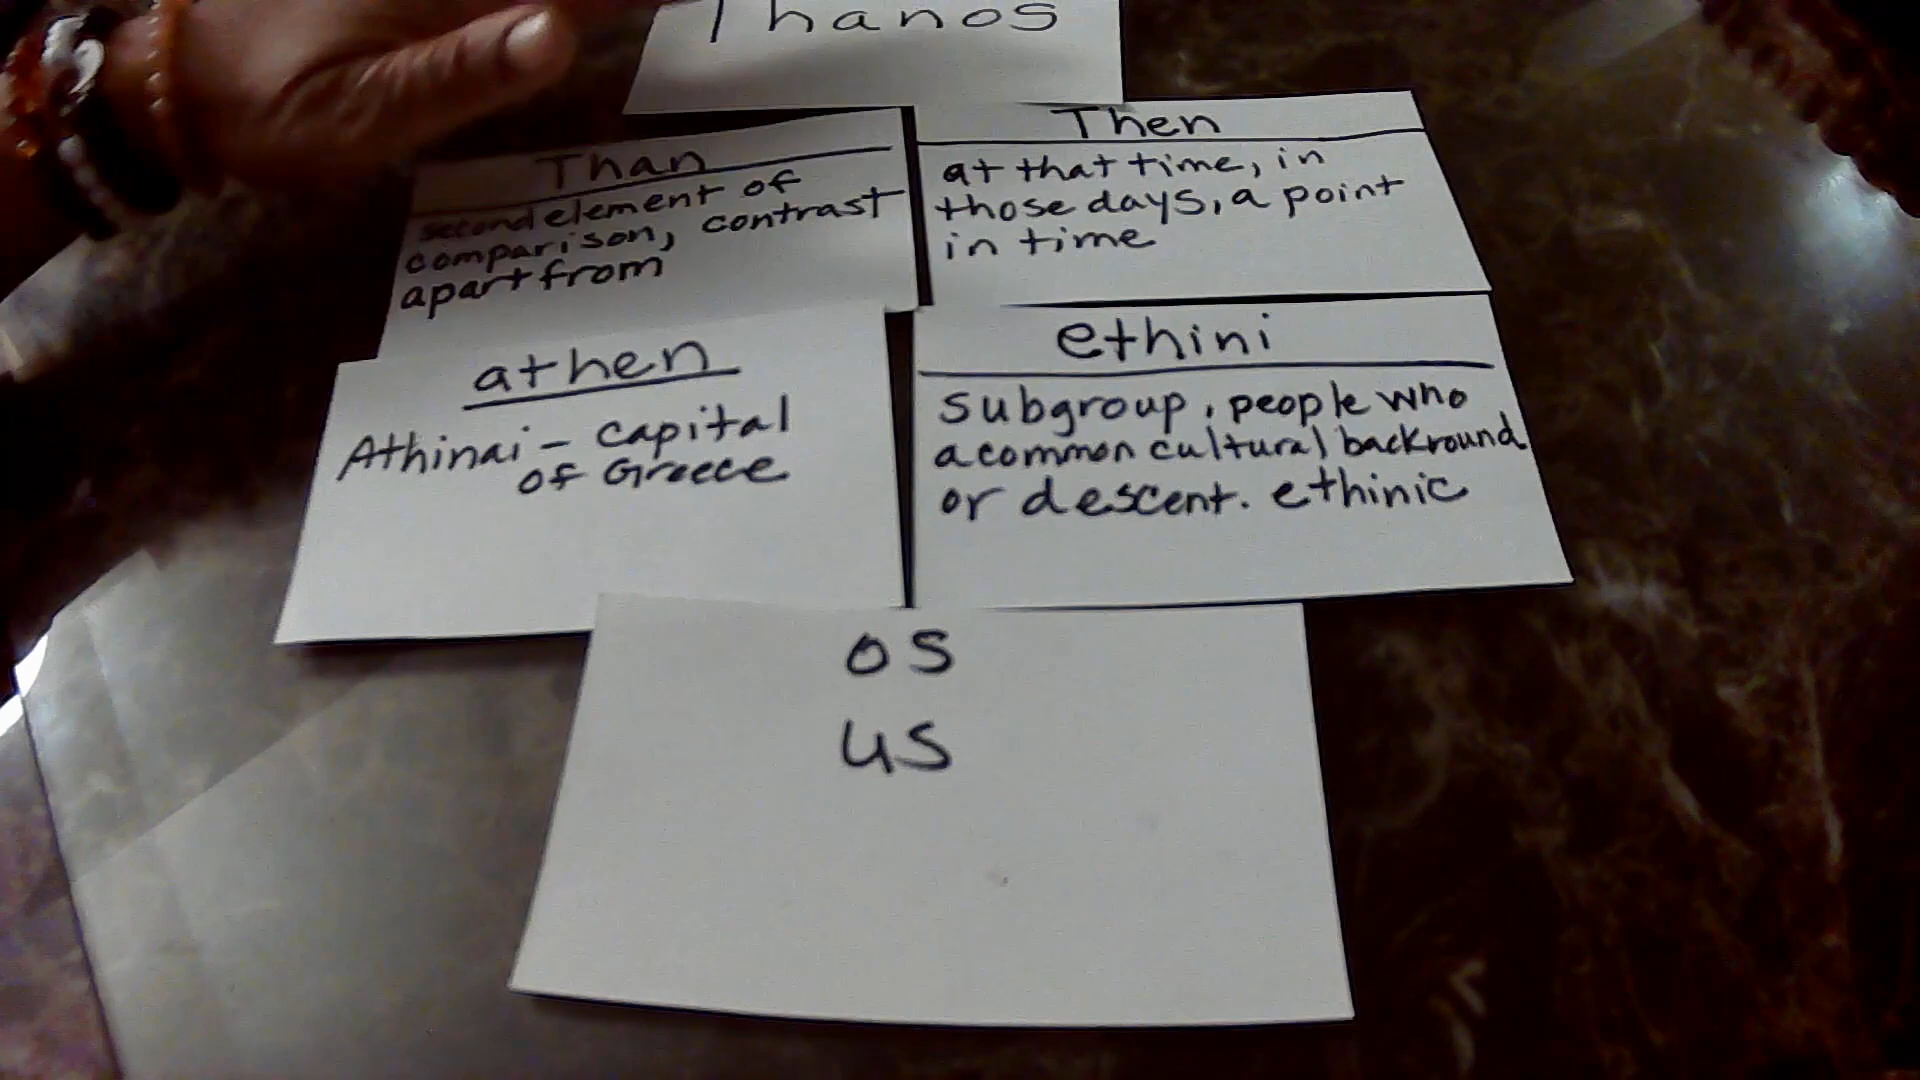 Thanos
Than
second element of
comparison, contrast
apart from
Then
at that time, in
those days, a point
in time
athen
Athinai - capital
of Greece
ethini
subgroup, people who
a common cultural backround
or descent. ethinic
os
us